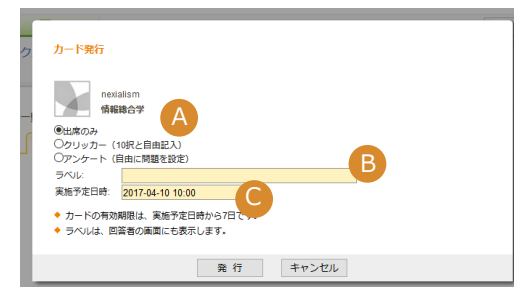 カード発行
nexialism
情報総合学
A
出席のみ
クリッカー（10択と自由記入）
アンケート（自由に問題を設定）
B
ラベル:
実施予定日時: 2017-04-10 10:00
C
カードの有効期限は、実施予定日時から7日です。
ラベルは、回答者の画面にも表示します。
発 行 キャンセル